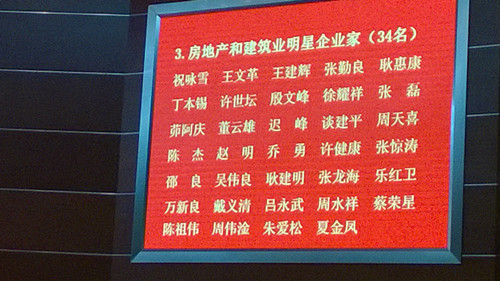 3.房地产和建筑业明星企业家（34名）
祝咏雪 王文革 王建辉 张勤良 耿惠康
丁本锡 许世坛 殷文峰 徐耀祥 张 磊
茆阿庆 董云雄 迟 峰 谈建平 周天喜
陈 杰 赵 明 乔 勇 许健康 张惊涛
邵 良 吴伟良 耿建明 张龙海 乐红卫
万新良 戴义清 吕永武 周水祥 蔡荣星
陈祖伟 周伟淦 朱爱松 夏金凤